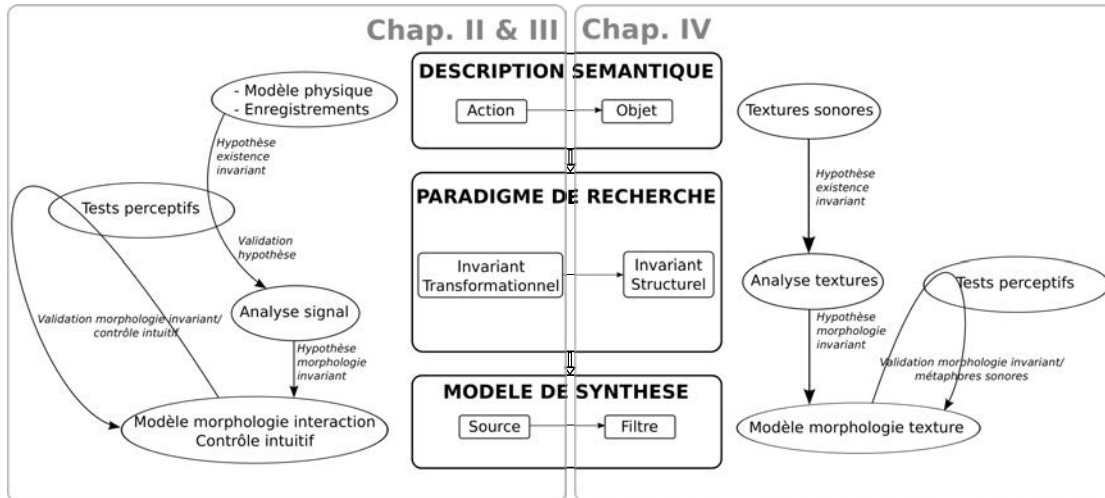 Chap. II & III
Chap. IV
DESCRIPTION SEMANTIQUE
Action
Objet
PARADIGME DE RECHERCHE
Invariant
Transformationnel
Invariant
Structurel
MODELE DE SYNTHESE
Source
Filtre
- Modèle physique
- Enregistrements
Hypothèse
existence
invariant
Tests perceptifs
Validation
hypothèse
Analyse signal
Validation morphologie invariant/
contrôle intuitif
Hypothèse
morphologie
invariant
Modèle morphologie interaction
Contrôle intuitif
Textures sonores
Hypothèse
existence
invariant
Analyse textures
Tests perceptifs
Hypothèse
morphologie
invariant
Validation morphologie invariant/
métaphores sonores
Modèle morphologie texture